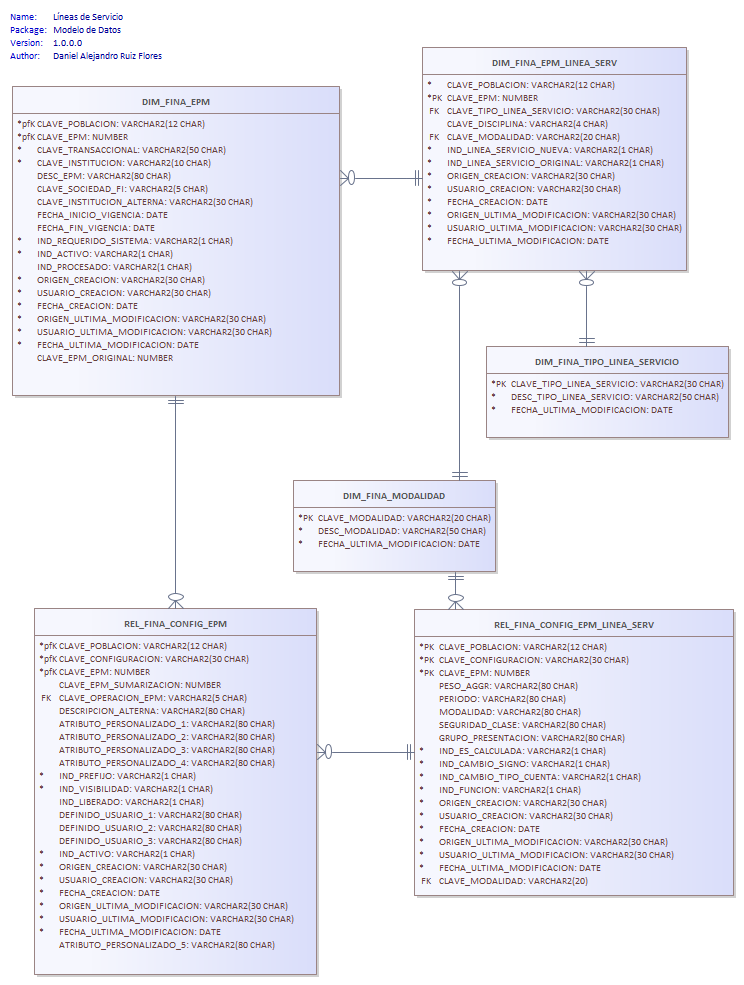 Name: Líneas de Servicio
Package: Modelo de Datos
Version: 1.0.0.0
Author: Daniel Alejandro Ruiz Flores
DIM_FINA_EPM
*pfK CLAVE_POBLACION: VARCHAR2(12 CHAR)
*pfK CLAVE_EPM: NUMBER
* CLAVE_TRANSACCIONAL: VARCHAR2(50 CHAR)
* CLAVE_INSTITUCION: VARCHAR2(10 CHAR)
DESC_EPM: VARCHAR2(80 CHAR)
CLAVE_SOCIEDAD_FI: VARCHAR2(5 CHAR)
CLAVE_INSTITUCION_ALTERNA: VARCHAR2(30 CHAR)
FECHA_INICIO_VIGENCIA: DATE
FECHA_FIN_VIGENCIA: DATE
* IND_REQUERIDO_SISTEMA: VARCHAR2(1 CHAR)
* IND_ACTIVO: VARCHAR2(1 CHAR)
IND_PROCESADO: VARCHAR2(1 CHAR)
* ORIGEN_CREACION: VARCHAR2(30 CHAR)
* USUARIO_CREACION: VARCHAR2(30 CHAR)
* FECHA_CREACION: DATE
* ORIGEN_ULTIMA_MODIFICACION: VARCHAR2(30 CHAR)
* USUARIO_ULTIMA_MODIFICACION: VARCHAR2(30 CHAR)
* FECHA_ULTIMA_MODIFICACION: DATE
CLAVE_EPM_ORIGINAL: NUMBER
DIM_FINA_EPM_LINEA_SERV
* CLAVE_POBLACION: VARCHAR2(12 CHAR)
*PK CLAVE_EPM: NUMBER
FK CLAVE_TIPO_LINEA_SERVICIO: VARCHAR2(30 CHAR)
CLAVE_DISCIPLINA: VARCHAR2(4 CHAR)
FK CLAVE_MODALIDAD: VARCHAR2(20 CHAR)
* IND_LINEA_SERVICIO_NUEVA: VARCHAR2(1 CHAR)
* IND_LINEA_SERVICIO_ORIGINAL: VARCHAR2(1 CHAR)
* ORIGEN_CREACION: VARCHAR2(30 CHAR)
* USUARIO_CREACION: VARCHAR2(30 CHAR)
* FECHA_CREACION: DATE
* ORIGEN_ULTIMA_MODIFICACION: VARCHAR2(30 CHAR)
* USUARIO_ULTIMA_MODIFICACION: VARCHAR2(30 CHAR)
* FECHA_ULTIMA_MODIFICACION: DATE
DIM_FINA_TIPO_LINEA_SERVICIO
*PK CLAVE_TIPO_LINEA_SERVICIO: VARCHAR2(30 CHAR)
* DESC_TIPO_LINEA_SERVICIO: VARCHAR2(50 CHAR)
* FECHA_ULTIMA_MODIFICACION: DATE
DIM_FINA_MODALIDAD
*PK CLAVE_MODALIDAD: VARCHAR2(20 CHAR)
* DESC_MODALIDAD: VARCHAR2(50 CHAR)
* FECHA_ULTIMA_MODIFICACION: DATE
REL_FINA_CONFIG_EPM
*pfK CLAVE_POBLACION: VARCHAR2(12 CHAR)
*pfK CLAVE_CONFIGURACION: VARCHAR2(30 CHAR)
*pfK CLAVE_EPM: NUMBER
CLAVE_EPM_SUMARIZACION: NUMBER
FK CLAVE_OPERACION_EPM: VARCHAR2(5 CHAR)
DESCRIPCION_ALTERNA: VARCHAR2(80 CHAR)
ATRIBUTO_PERSONALIZADO_1: VARCHAR2(80 CHAR)
ATRIBUTO_PERSONALIZADO_2: VARCHAR2(80 CHAR)
ATRIBUTO_PERSONALIZADO_3: VARCHAR2(80 CHAR)
ATRIBUTO_PERSONALIZADO_4: VARCHAR2(80 CHAR)
* IND_PREFIJO: VARCHAR2(1 CHAR)
* IND_VISIBILIDAD: VARCHAR2(1 CHAR)
IND_LIBERADO: VARCHAR2(1 CHAR)
DEFINIDO_USUARIO_1: VARCHAR2(80 CHAR)
DEFINIDO_USUARIO_2: VARCHAR2(80 CHAR)
DEFINIDO_USUARIO_3: VARCHAR2(80 CHAR)
* IND_ACTIVO: VARCHAR2(1 CHAR)
* ORIGEN_CREACION: VARCHAR2(30 CHAR)
* USUARIO_CREACION: VARCHAR2(30 CHAR)
* FECHA_CREACION: DATE
* ORIGEN_ULTIMA_MODIFICACION: VARCHAR2(30 CHAR)
* USUARIO_ULTIMA_MODIFICACION: VARCHAR2(30 CHAR)
* FECHA_ULTIMA_MODIFICACION: DATE
ATRIBUTO_PERSONALIZADO_5: VARCHAR2(80 CHAR)
REL_FINA_CONFIG_EPM_LINEA_SERV
*PK CLAVE_POBLACION: VARCHAR2(12 CHAR)
*PK CLAVE_CONFIGURACION: VARCHAR2(30 CHAR)
*PK CLAVE_EPM: NUMBER
PESO_AGGR: VARCHAR2(80 CHAR)
PERIODO: VARCHAR2(80 CHAR)
MODALIDAD: VARCHAR2(80 CHAR)
SEGURIDAD_CLASE: VARCHAR2(80 CHAR)
GRUPO_PRESENTACION: VARCHAR2(80 CHAR)
* IND_ES_CALCULADA: VARCHAR2(1 CHAR)
* IND_CAMBIO_SIGNO: VARCHAR2(1 CHAR)
* IND_CAMBIO_TIPO_CUENTA: VARCHAR2(1 CHAR)
* IND_FUNCION: VARCHAR2(1 CHAR)
* ORIGEN_CREACION: VARCHAR2(30 CHAR)
* USUARIO_CREACION: VARCHAR2(30 CHAR)
* FECHA_CREACION: DATE
* ORIGEN_ULTIMA_MODIFICACION: VARCHAR2(30 CHAR)
* USUARIO_ULTIMA_MODIFICACION: VARCHAR2(30 CHAR)
* FECHA_ULTIMA_MODIFICACION: DATE
FK CLAVE_MODALIDAD: VARCHAR2(20)